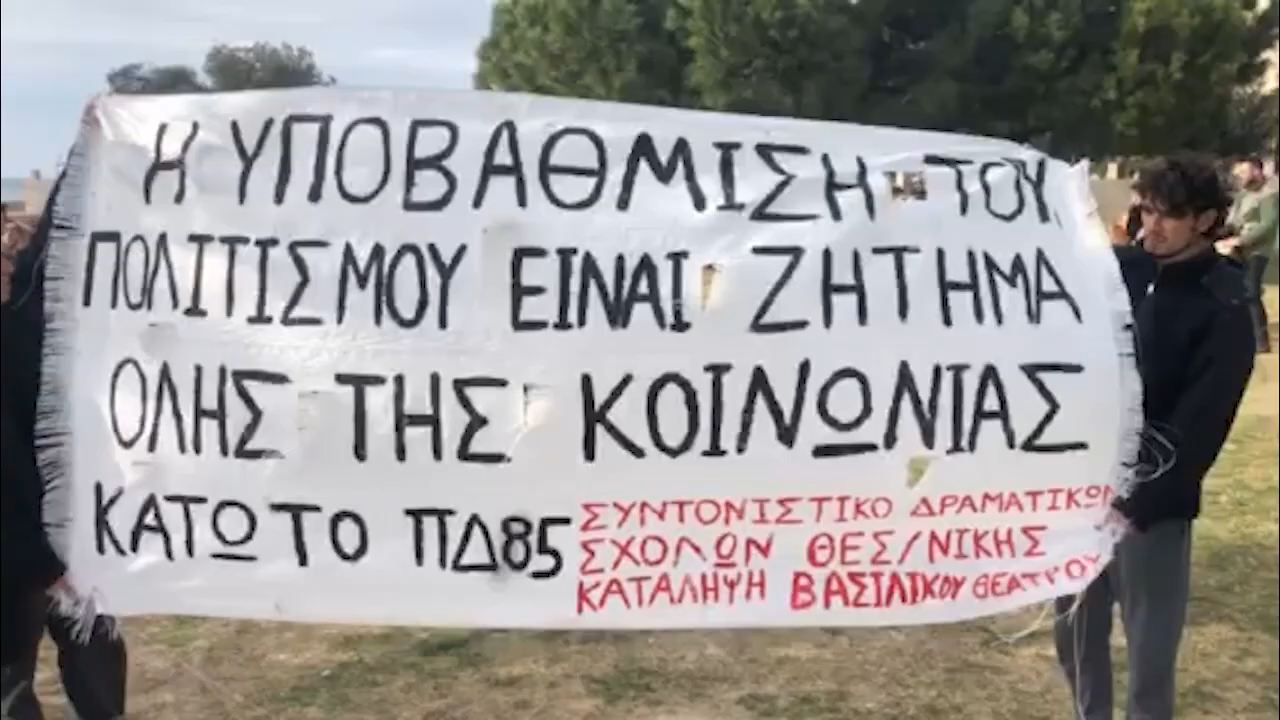 Η ΥΠΟΒΑΘΜΙΣΗ ΤΟΥ
ΠΟΛΙΤΙΣΜΟΥ ΕΙΝΑΙ ΖΗΤΗΜΑ
ΟΛΗΣ ΤΗΣ ΚΟΙΝΩΝΙΑΣ
ΚΑΤΩ ΤΟ ΠΔ85
ΣΥΝΤΟΝΙΣΤΙΚΟ ΔΡΑΜΑΤΙΚΩΝ
ΣΧΟΛΩΝ ΘΕΣ/ΝΙΚΗΣ
ΚΑΤΑΛΗΨΗ ΒΑΣΙΛΙΚΟΥ ΘΕΑΤΡΟΥ